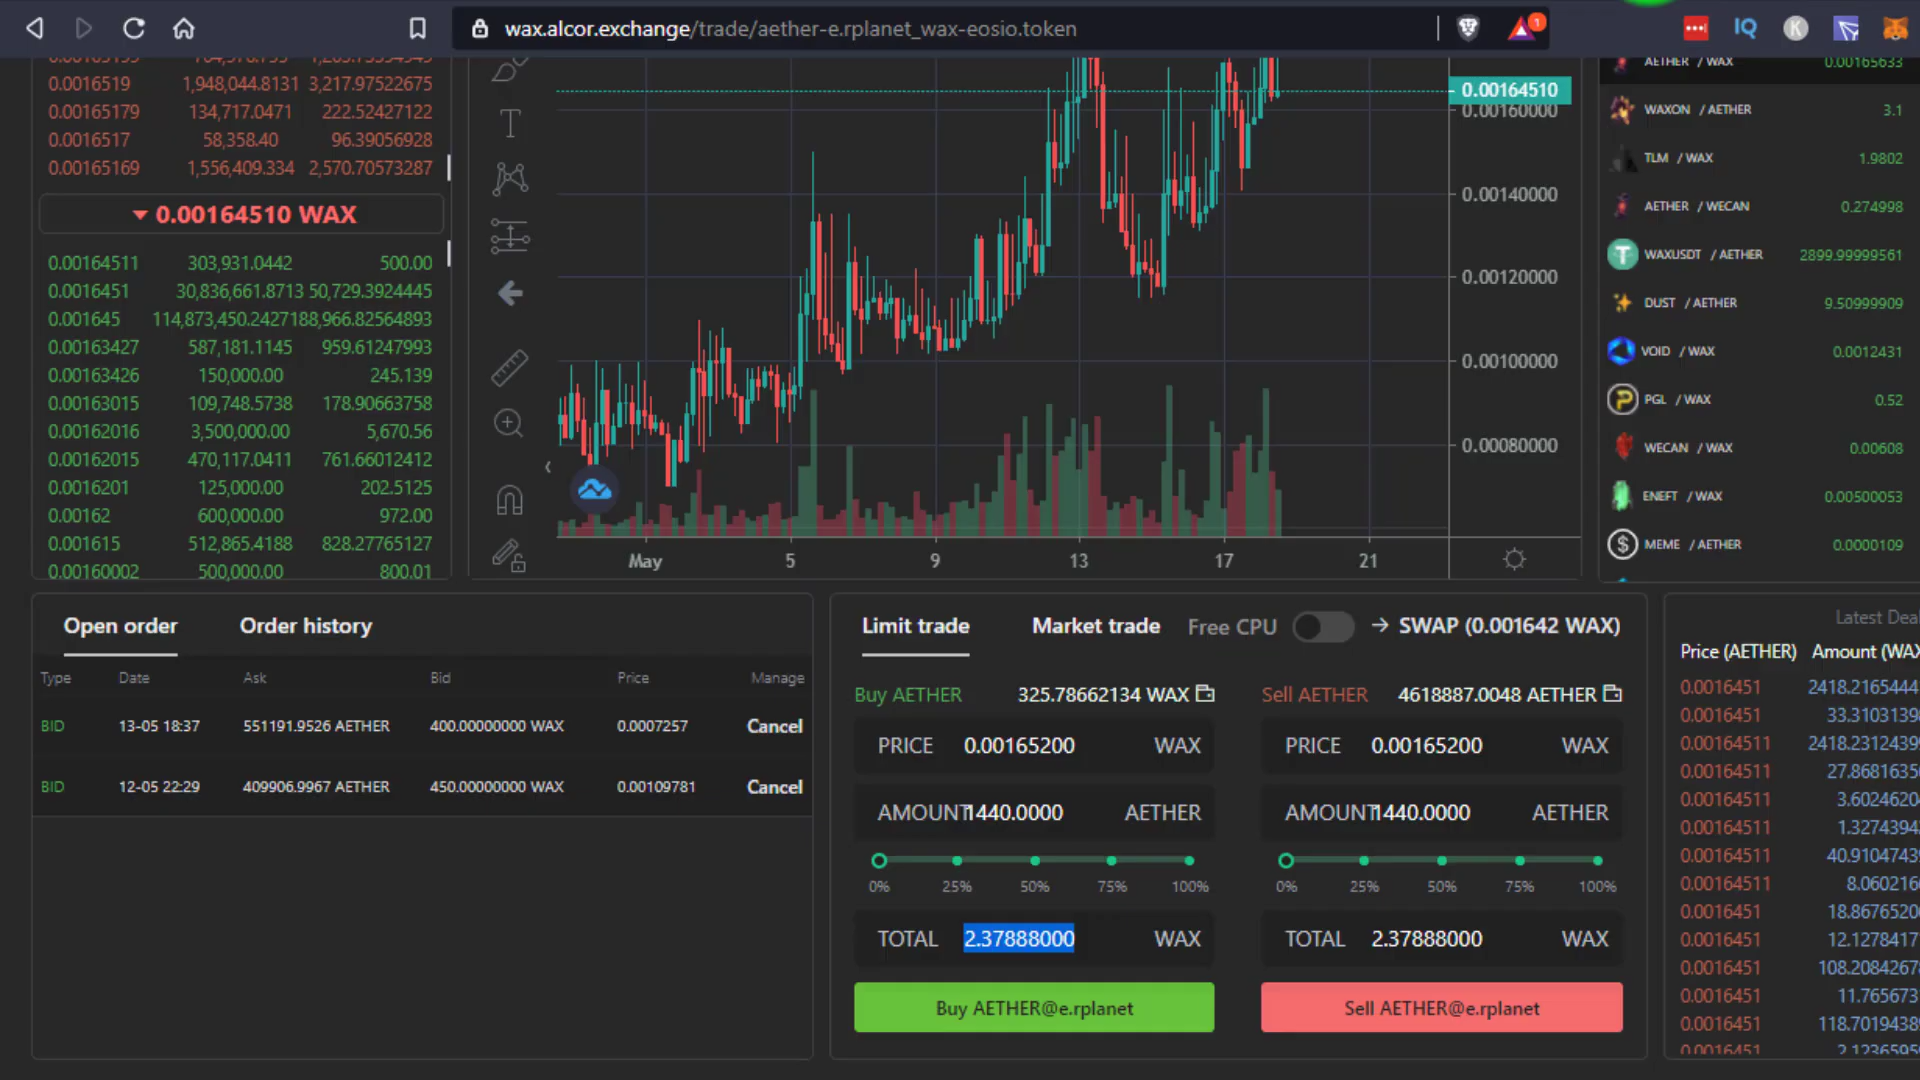 wax.alcor.exchange/trade/aether-e.rplanet_wax-eosio.token
1
IQ
K
0.0016519 1,948,044.8131 3,217.97522675
0.00165179 134,717.0471 222.52427122
0.0016517 58,358.40 96.39056928
0.00165169 1,556,409.334 2,570.70573287
0.00164510 WAX
0.00164511 303,931.0442 500.00
0.0016451 30,836,661.8713 50,729.3924445
0.001645 114,873,450.2427188,966.82564893
0.00163427 587,181.1145 959.61247993
0.00163426 150,000.00 245.139
0.00163015 109,748.5738 178.90663758
0.00162016 3,500,000.00 5,670.56
0.00162015 470,117.0411 761.66012412
0.0016201 125,000.00 202.5125
0.00162 600,000.00 972.00
0.001615 512,865.4188 828.27765127
0.00160002 500,000.00 800.01
0.00164510
0.00160000
0.00140000
0.00120000
0.00100000
0.00080000
May 5 9 13 17 21
AETHER / WAX 0.00165633
WAXON / AETHER 3.1
TLM / WAX 1.9802
AETHER / WECAN 0.274998
WAXUSDT / AETHER 2899.99999561
DUST / AETHER 9.50999909
VOID / WAX 0.0012431
PGL / WAX 0.52
WECAN / WAX 0.00608
ENEFT / WAX 0.00500053
MEME / AETHER 0.0000109
Open order Order history
Type Date Ask Bid Price Manage
BID 13-05 18:37 551191.9526 AETHER 400.00000000 WAX 0.0007257 Cancel
BID 12-05 22:29 409906.9967 AETHER 450.00000000 WAX 0.00109781 Cancel
Limit trade Market trade Free CPU → SWAP (0.001642 WAX)
Buy AETHER 325.78662134 WAX
PRICE 0.00165200 WAX
AMOUNT 1440.0000 AETHER
0% 25% 50% 75% 100%
TOTAL 2.37888000 WAX
Buy AETHER@e.rplanet
Sell AETHER 4618887.0048 AETHER
PRICE 0.00165200 WAX
AMOUNT 1440.0000 AETHER
0% 25% 50% 75% 100%
TOTAL 2.37888000 WAX
Sell AETHER@e.rplanet
Latest Deal
Price (AETHER) Amount (WAX
0.0016451 2418.2165444
0.0016451 33.3103139
0.0016451 2418.2312439
0.00164511 27.8681635
0.00164511 3.6024620
0.00164511 1.3274394
0.00164511 40.9104743
0.00164511 8.060216
0.0016451 18.8676520
0.0016451 12.1278417
0.0016451 108.208426
0.0016451 11.765673
0.0016451 118.7019438
0.0016451 2.1236595